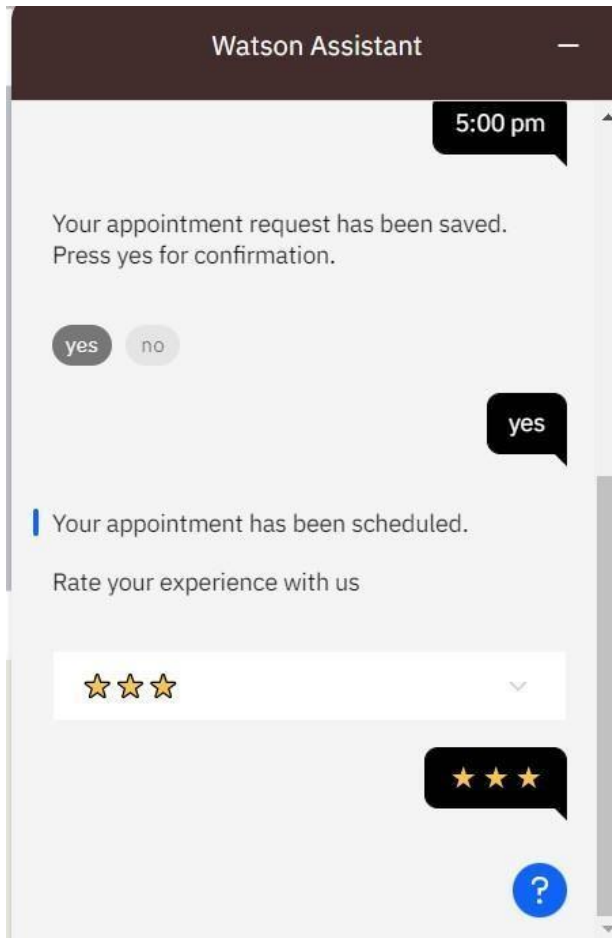 Watson Assistant
5:00 pm
Your appointment request has been saved.
Press yes for confirmation.
yes no
yes
Your appointment has been scheduled.
Rate your experience with us
?